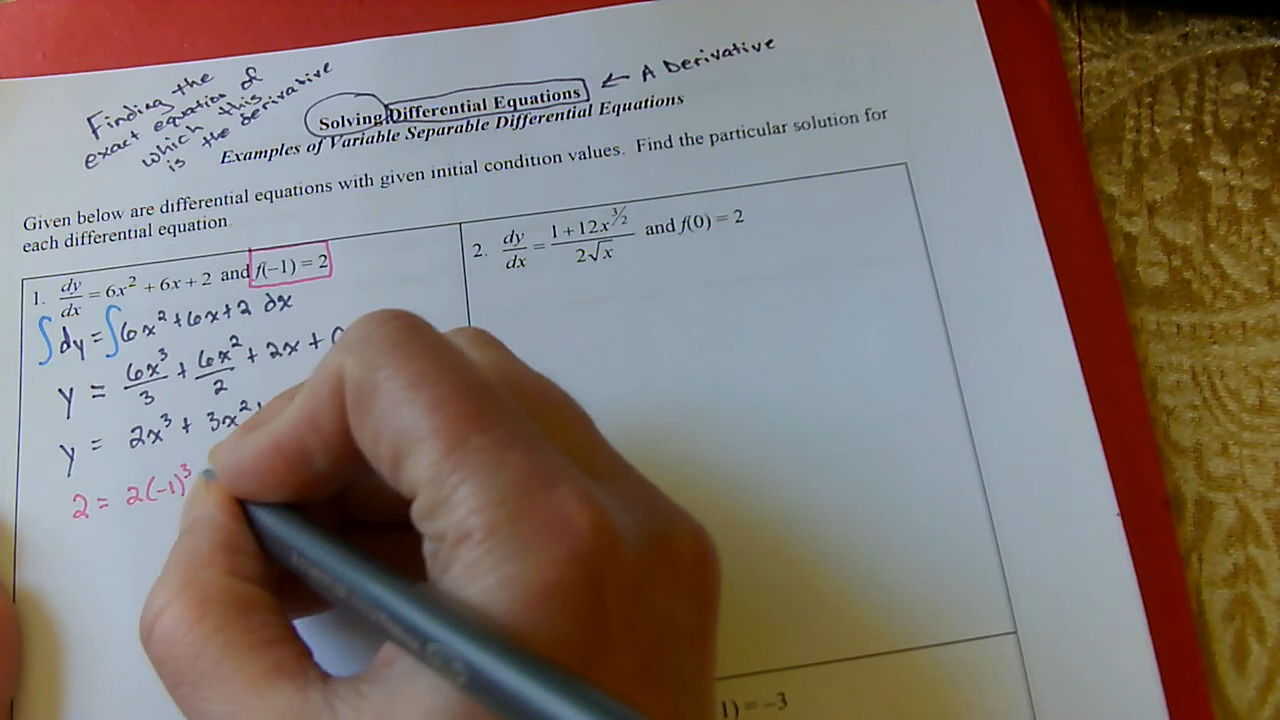 Finding the
exact equation of
which this
is the derivative
Solving Differential Equations ← A Derivative
Examples of Variable Separable Differential Equations
Given below are differential equations with given initial condition values. Find the particular solution for
each differential equation.
1. dy/dx = 6x² + 6x + 2 and f(−1) = 2
∫dy = ∫6x² + 6x + 2 dx
y = 6x³/3 + 6x²/2 + 2x + C
y = 2x³ + 3x²
2 = 2(-1)³
2. dy/dx = (1 + 12x^(3/2))/(2√x) and f(0) = 2
1) = −3